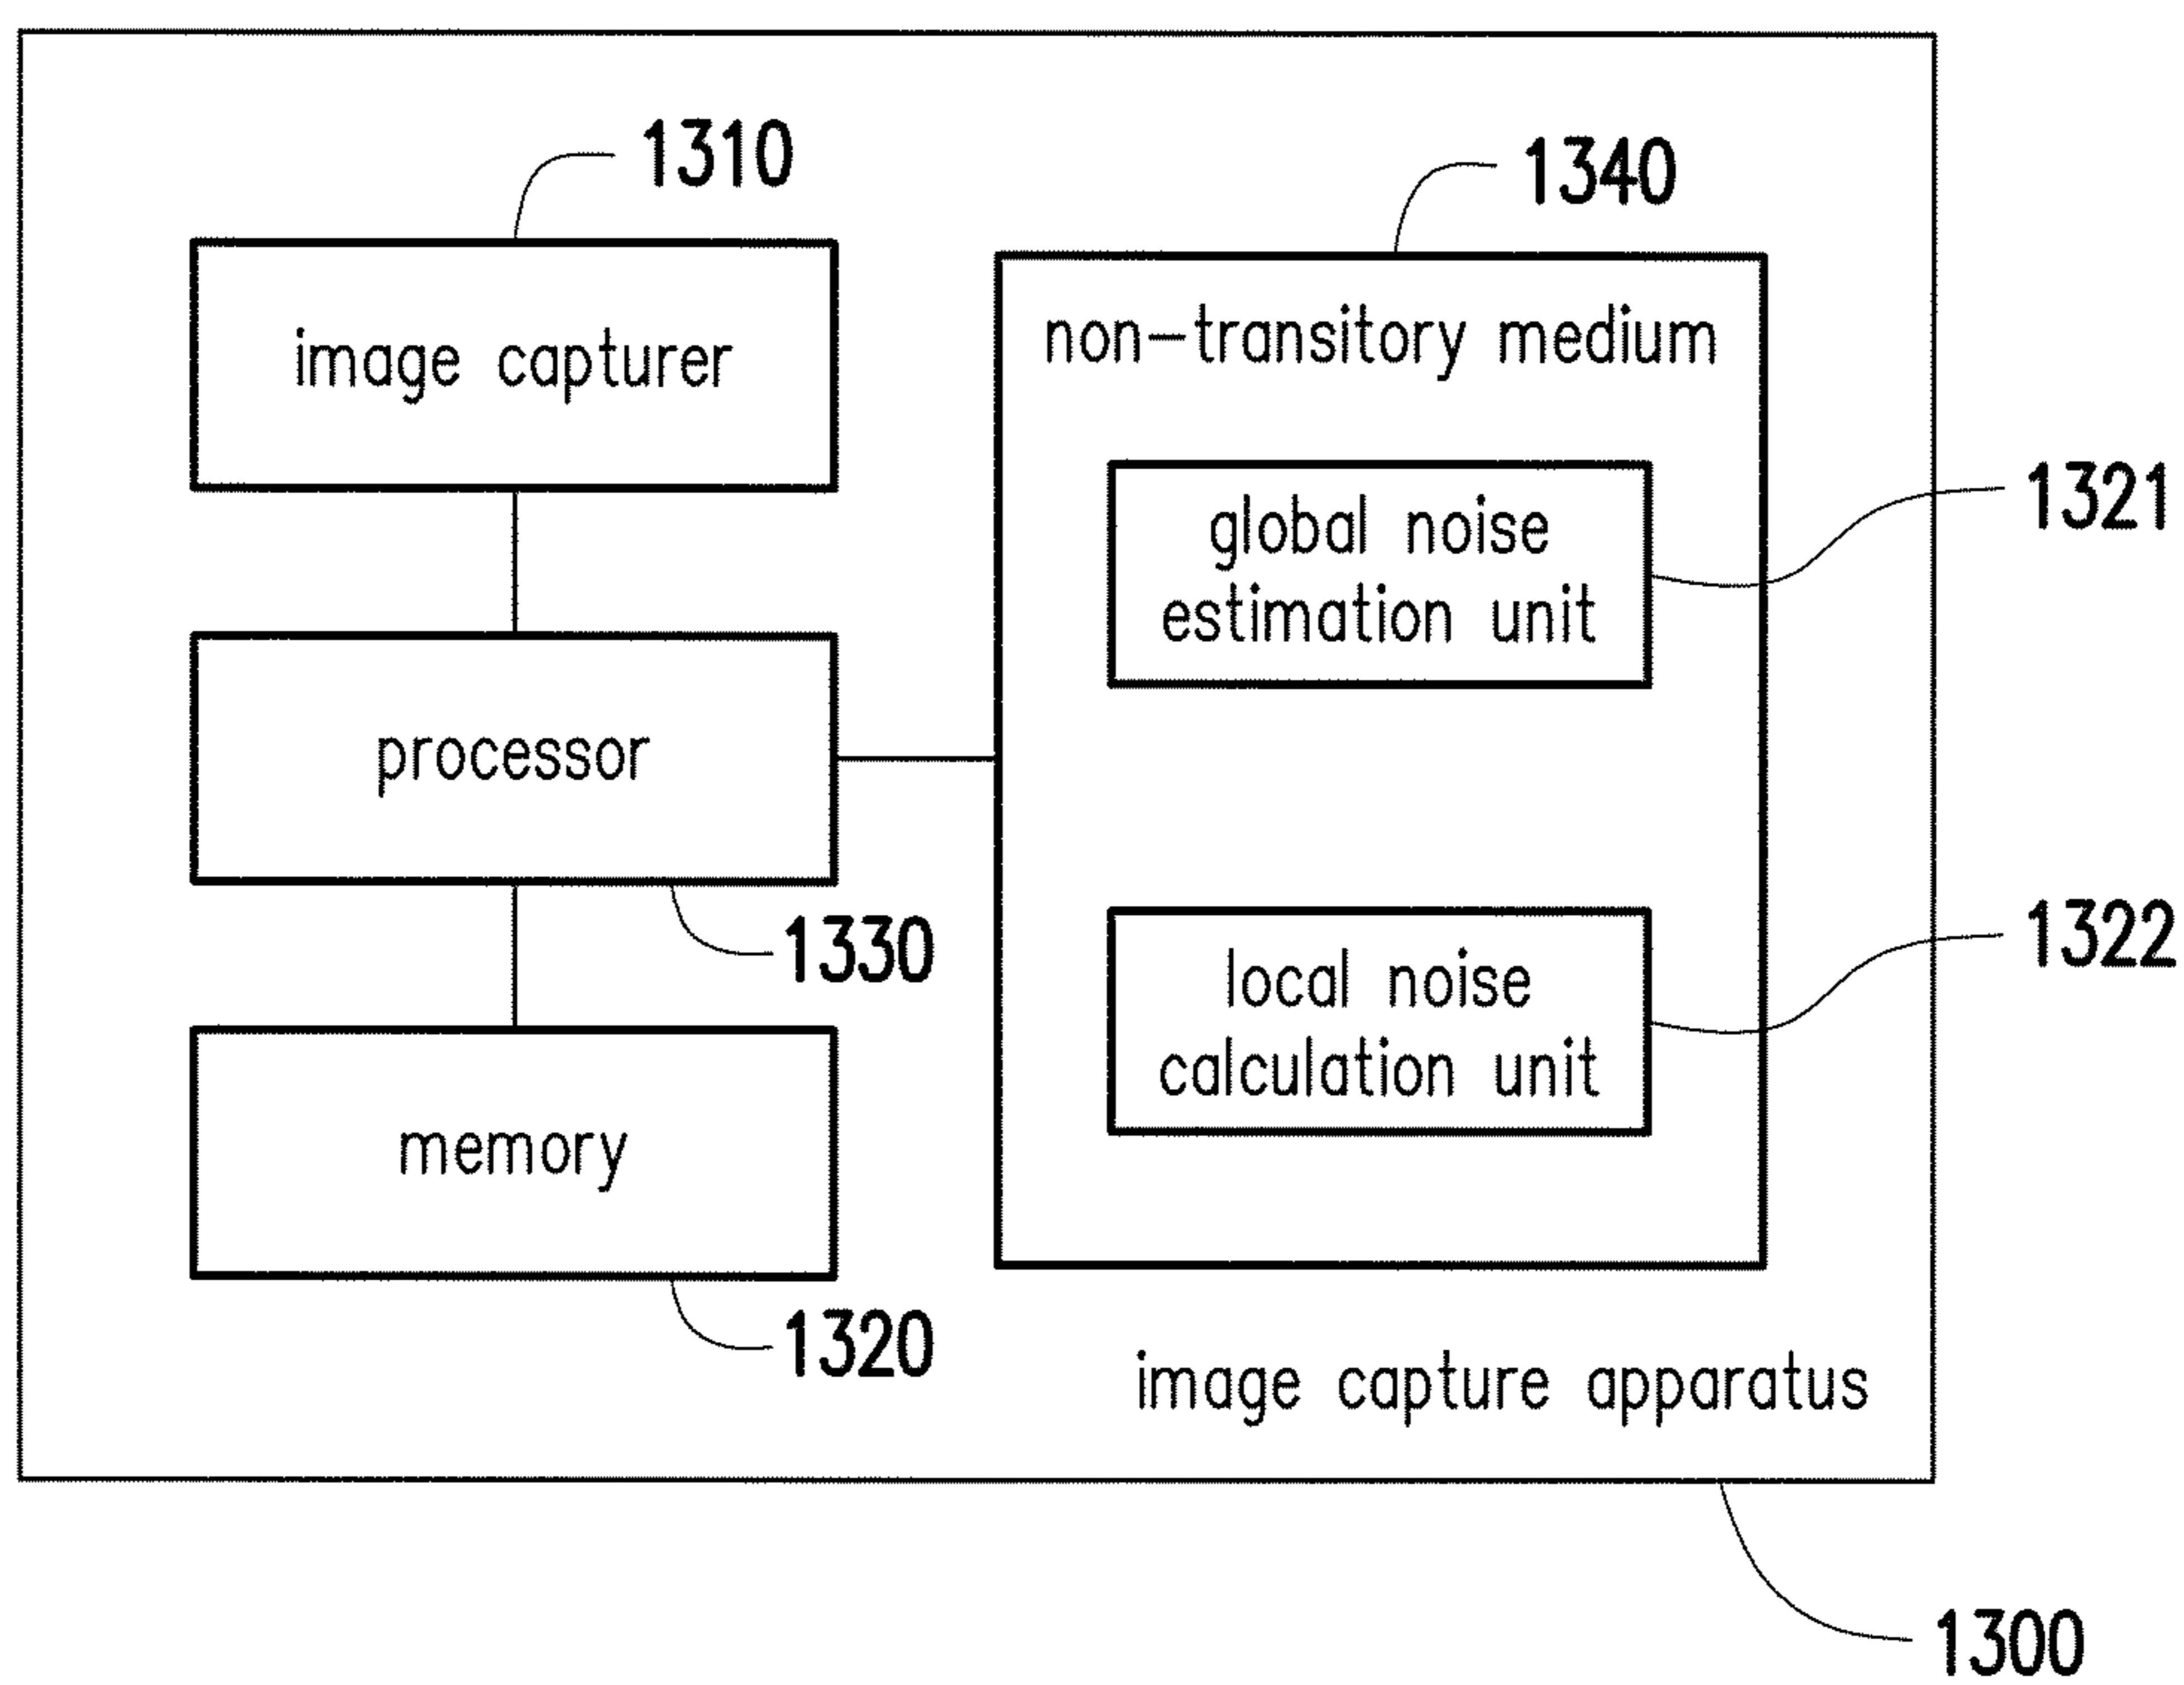 1310
1340
image capturer
non-transitory medium
1321
global noise
estimation unit
processor
1330
1322
local noise
calculation unit
memory
1320
image capture apparatus
1300